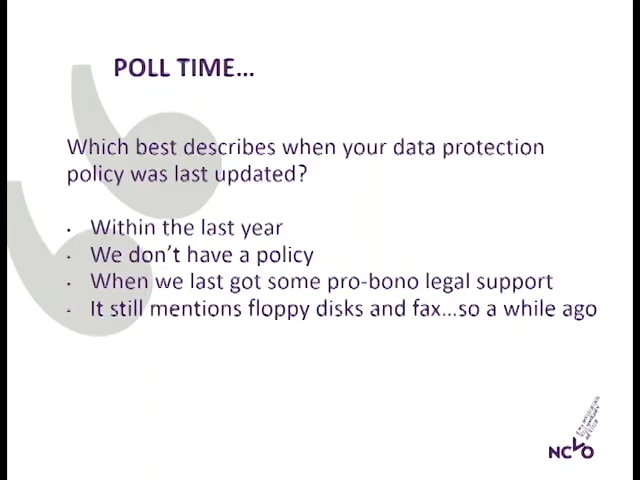 POLL TIME...
Which best describes when your data protection
policy was last updated?
· Within the last year
· We don't have a policy
· When we last got some pro-bono legal support
· It still mentions floppy disks and fax...so a while ago
NCVO